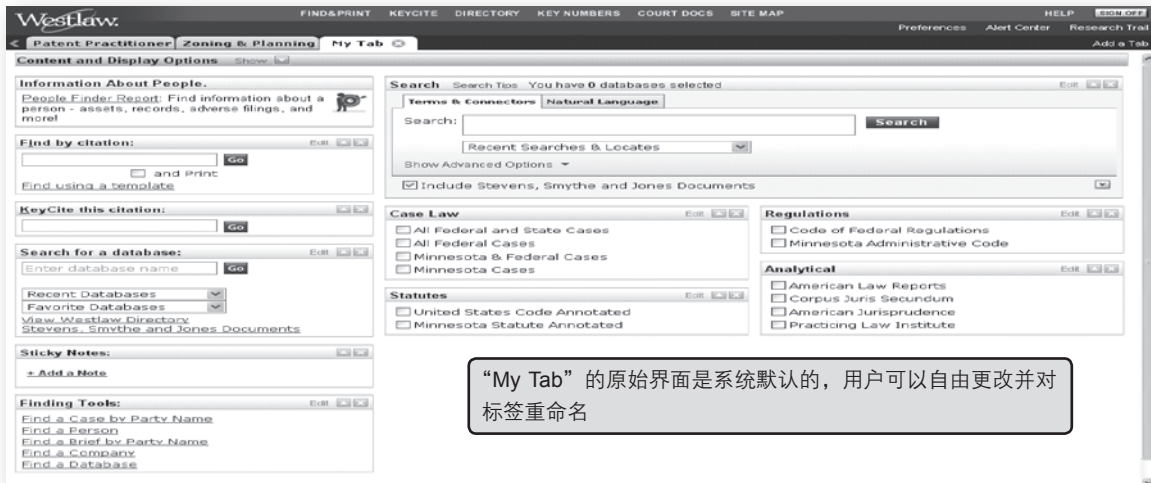 Westlaw.
FIND&PRINT KEYCITE DIRECTORY KEY NUMBERS COURT DOCS SITE MAP HELP SIGN OFF
Preferences Alert Center Research Trail
Patent Practitioner Zoning & Planning My Tab
Add a Tab
Content and Display Options Show
Information About People.
People Finder Report: Find information about a
person - assets, records, adverse filings, and
more!
Find by citation: Edit
Go
and Print
Find using a template
KeyCite this citation:
Go
Search for a database: Edit
Enter database name Go
Recent Databases
Favorite Databases
View Westlaw Directory
Stevens, Smythe and Jones Documents
Sticky Notes:
+ Add a Note
Finding Tools: Edit
Find a Case by Party Name
Find a Person
Find a Brief by Party Name
Find a Company
Find a Database
Search Search Tips You have 0 databases selected Edit
Terms & Connectors Natural Language
Search: Search
Recent Searches & Locates
Show Advanced Options
Include Stevens, Smythe and Jones Documents
Case Law Edit
All Federal and State Cases
All Federal Cases
Minnesota & Federal Cases
Minnesota Cases
Statutes Edit
United States Code Annotated
Minnesota Statute Annotated
Regulations Edit
Code of Federal Regulations
Minnesota Administrative Code
Analytical Edit
American Law Reports
Corpus Juris Secundum
American Jurisprudence
Practicing Law Institute
“My Tab”的原始界面是系统默认的，用户可以自由更改并对
标签重命名